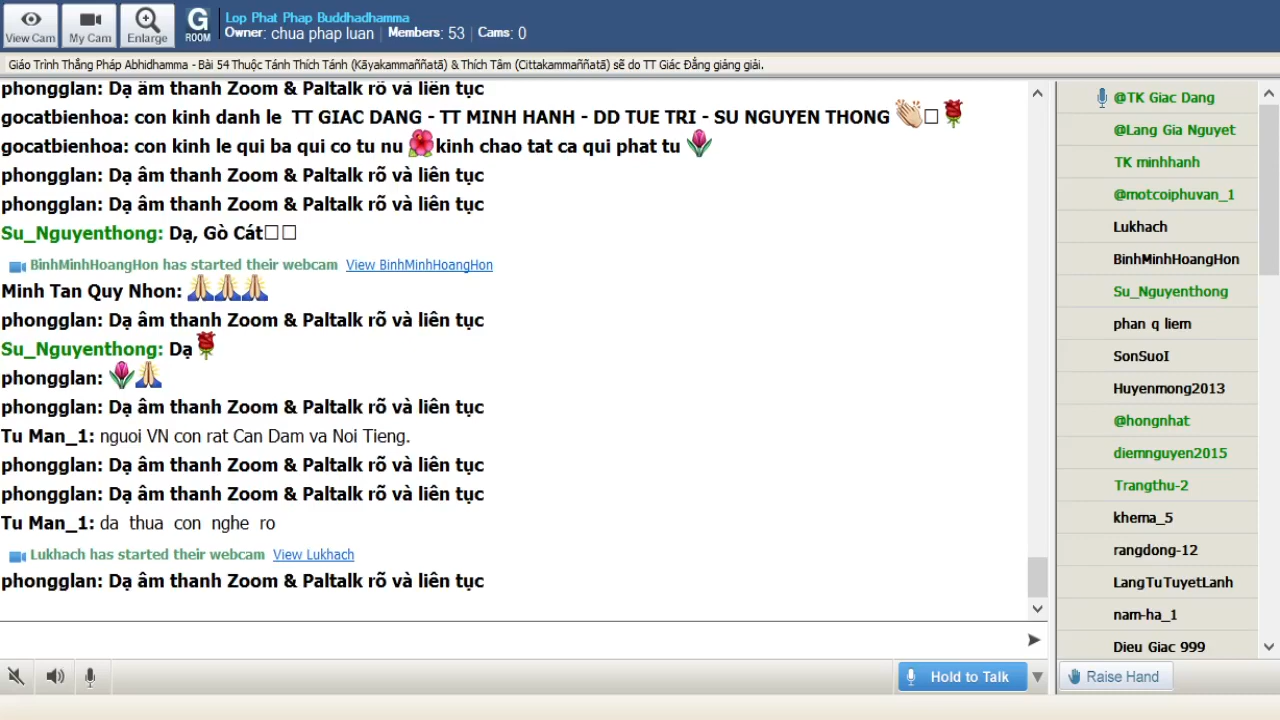 View Cam
My Cam
Enlarge
G
ROOM
Lop Phat Phap Buddhadhamma
Owner: chua phap luan | Members: 53 | Cams: 0
Giáo Trình Thắng Pháp Abhidhamma - Bài 54 Thuộc Tánh Thích Tánh (Kāyakammaññatā) & Thích Tâm (Cittakammaññatā) sẽ do TT Giác Đẳng giảng giải.
phongglan: Dạ âm thanh Zoom & Paltalk rõ và liên tục
gocatbienhoa: con kinh danh le TT GIAC DANG - TT MINH HANH - DD TUE TRI - SU NGUYEN THONG
gocatbienhoa: con kinh le qui ba qui co tu nu kinh chao tat ca qui phat tu
phongglan: Dạ âm thanh Zoom & Paltalk rõ và liên tục
phongglan: Dạ âm thanh Zoom & Paltalk rõ và liên tục
Su_Nguyenthong: Dạ, Gò Cát
BinhMinhHoangHon has started their webcam View BinhMinhHoangHon
Minh Tan Quy Nhon:
phongglan: Dạ âm thanh Zoom & Paltalk rõ và liên tục
Su_Nguyenthong: Dạ
phongglan:
phongglan: Dạ âm thanh Zoom & Paltalk rõ và liên tục
Tu Man_1: nguoi VN con rat Can Dam va Noi Tieng.
phongglan: Dạ âm thanh Zoom & Paltalk rõ và liên tục
phongglan: Dạ âm thanh Zoom & Paltalk rõ và liên tục
Tu Man_1: da thua con nghe ro
Lukhach has started their webcam View Lukhach
phongglan: Dạ âm thanh Zoom & Paltalk rõ và liên tục
Hold to Talk
@TK Giac Dang
@Lang Gia Nguyet
TK minhhanh
@motcoiphuvan_1
Lukhach
BinhMinhHoangHon
Su_Nguyenthong
phan q liem
SonSuoI
Huyenmong2013
@hongnhat
diemnguyen2015
Trangthu-2
khema_5
rangdong-12
LangTuTuyetLanh
nam-ha_1
Dieu Giac 999
Raise Hand